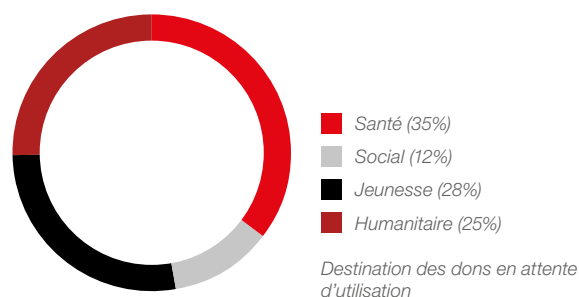 Santé (35%)
Social (12%)
Jeunesse (28%)
Humanitaire (25%)
Destination des dons en attente
d'utilisation